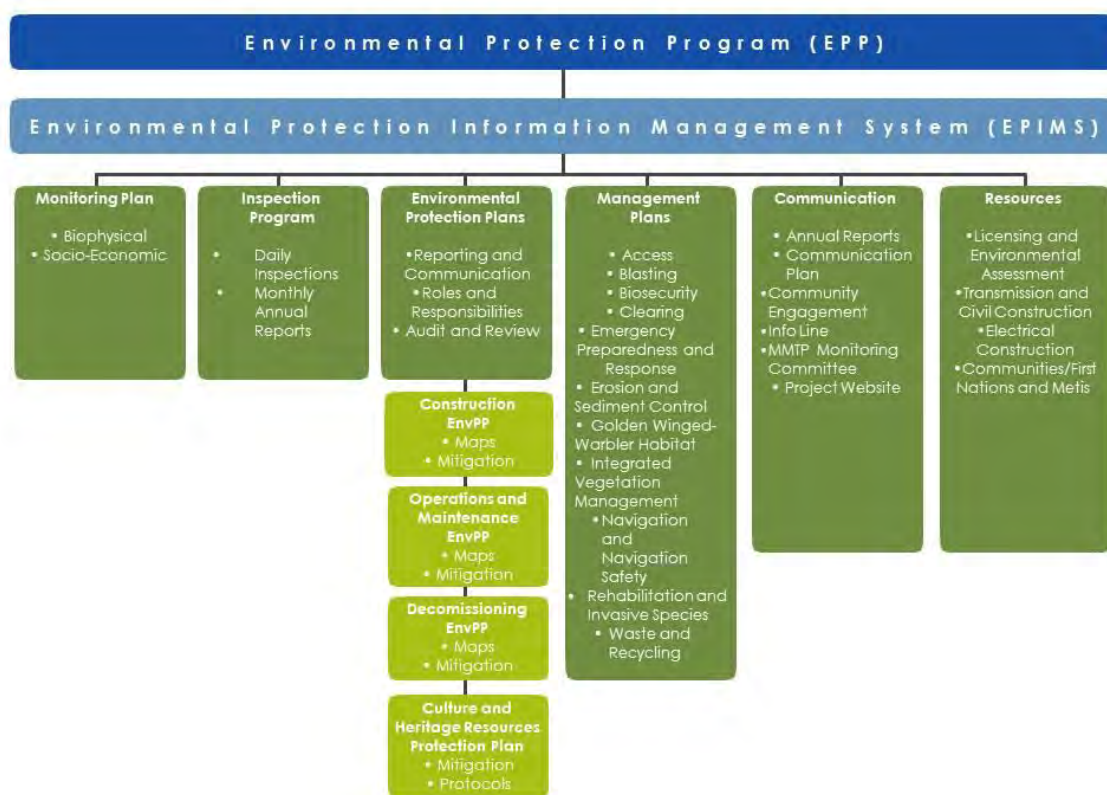 Environmental Protection Program (EPP)
Environmental Protection Information Management System (EPIMS)
Monitoring Plan
• Biophysical
• Socio-Economic
Inspection
Program
• Daily
Inspections
• Monthly
Annual
Reports
Environmental
Protection Plans
• Reporting and
Communication
• Roles and
Responsibilities
• Audit and Review
Construction
EnvPP
• Maps
• Mitigation
Operations and
Maintenance
EnvPP
• Maps
• Mitigation
Decomissioning
EnvPP
• Maps
• Mitigation
Culture and
Heritage Resources
Protection Plan
• Mitigation
• Protocols
Management
Plans
• Access
• Blasting
• Biosecurity
• Clearing
• Emergency
Preparedness and
Response
• Erosion and
Sediment Control
• Golden Winged-
Warbler Habitat
• Integrated
Vegetation
Management
• Navigation
and
Navigation
Safety
• Rehabilitation and
Invasive Species
• Waste and
Recycling
Communication
• Annual Reports
• Communication
Plan
• Community
Engagement
• Info Line
• MMTP Monitoring
Committee
• Project Website
Resources
• Licensing and
Environmental
Assessment
• Transmission and
Civil Construction
• Electrical
Construction
• Communities/First
Nations and Metis